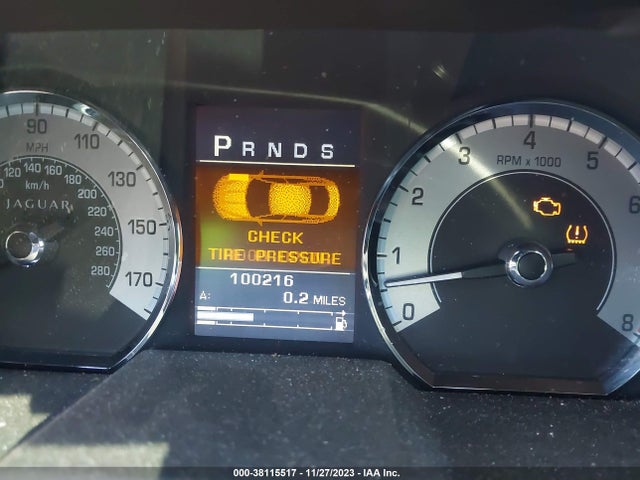 P R N D S
CHECK
TIRE PRESSURE
100216
A: 0.2 MILES
90 110 130 150 170
MPH
120 140 160 180 200 220 240 260 280
km/h
JAGUAR
0 1 2 3 4 5 6 8
RPM x 1000
000-38115517 - 11/27/2023 - IAA Inc.